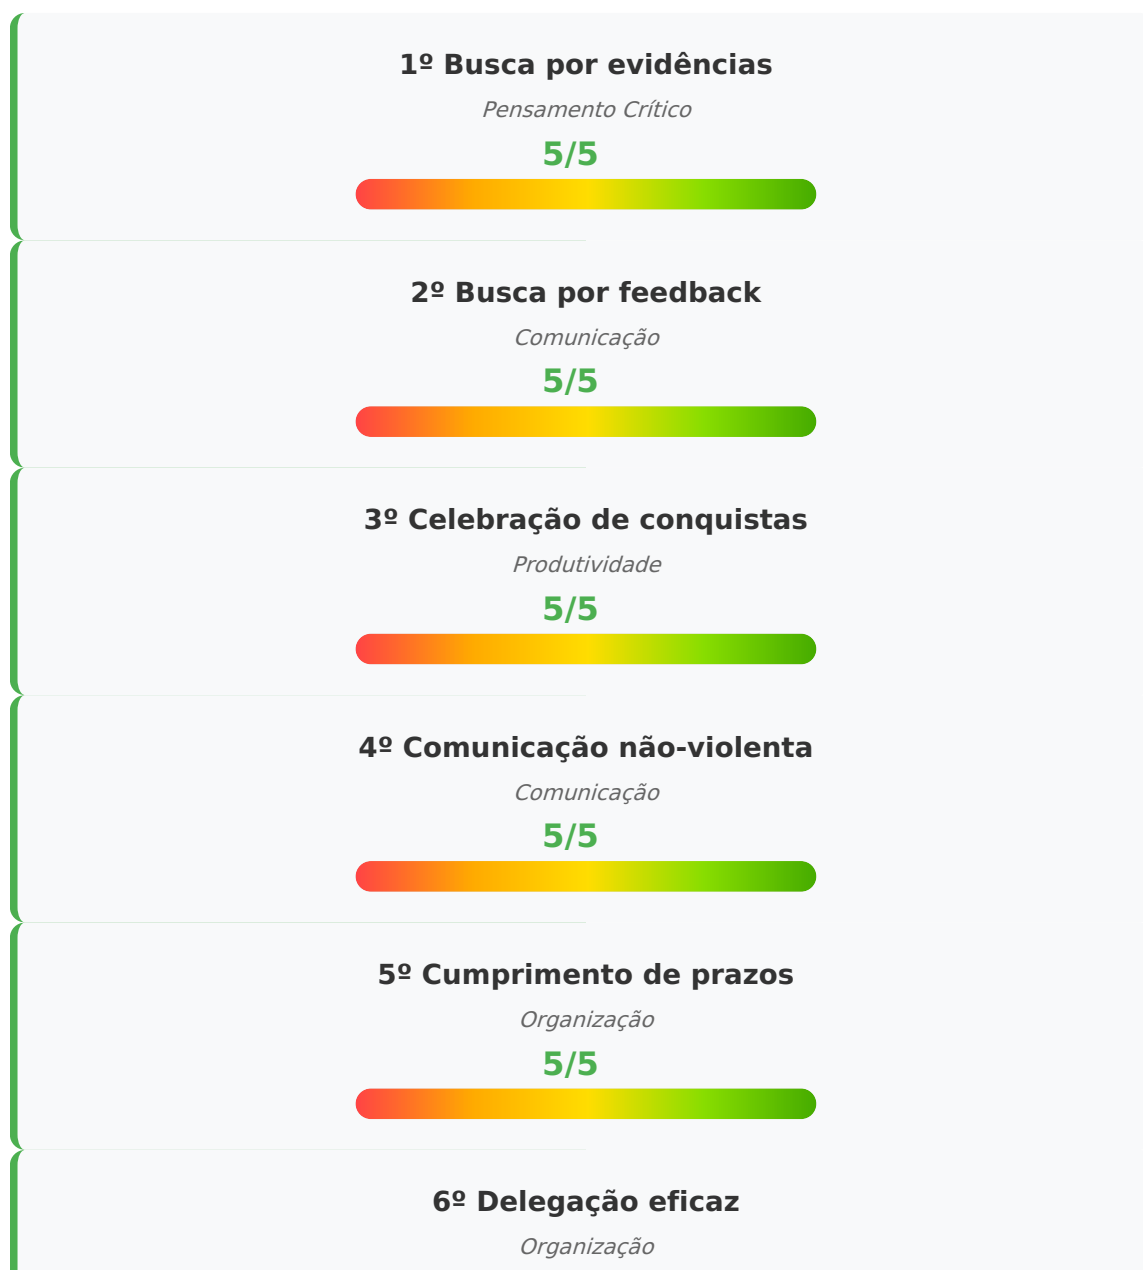 1º Busca por evidências
Pensamento Crítico
5/5
2º Busca por feedback
Comunicação
5/5
3º Celebração de conquistas
Produtividade
5/5
4º Comunicação não-violenta
Comunicação
5/5
5º Cumprimento de prazos
Organização
5/5
6º Delegação eficaz
Organização